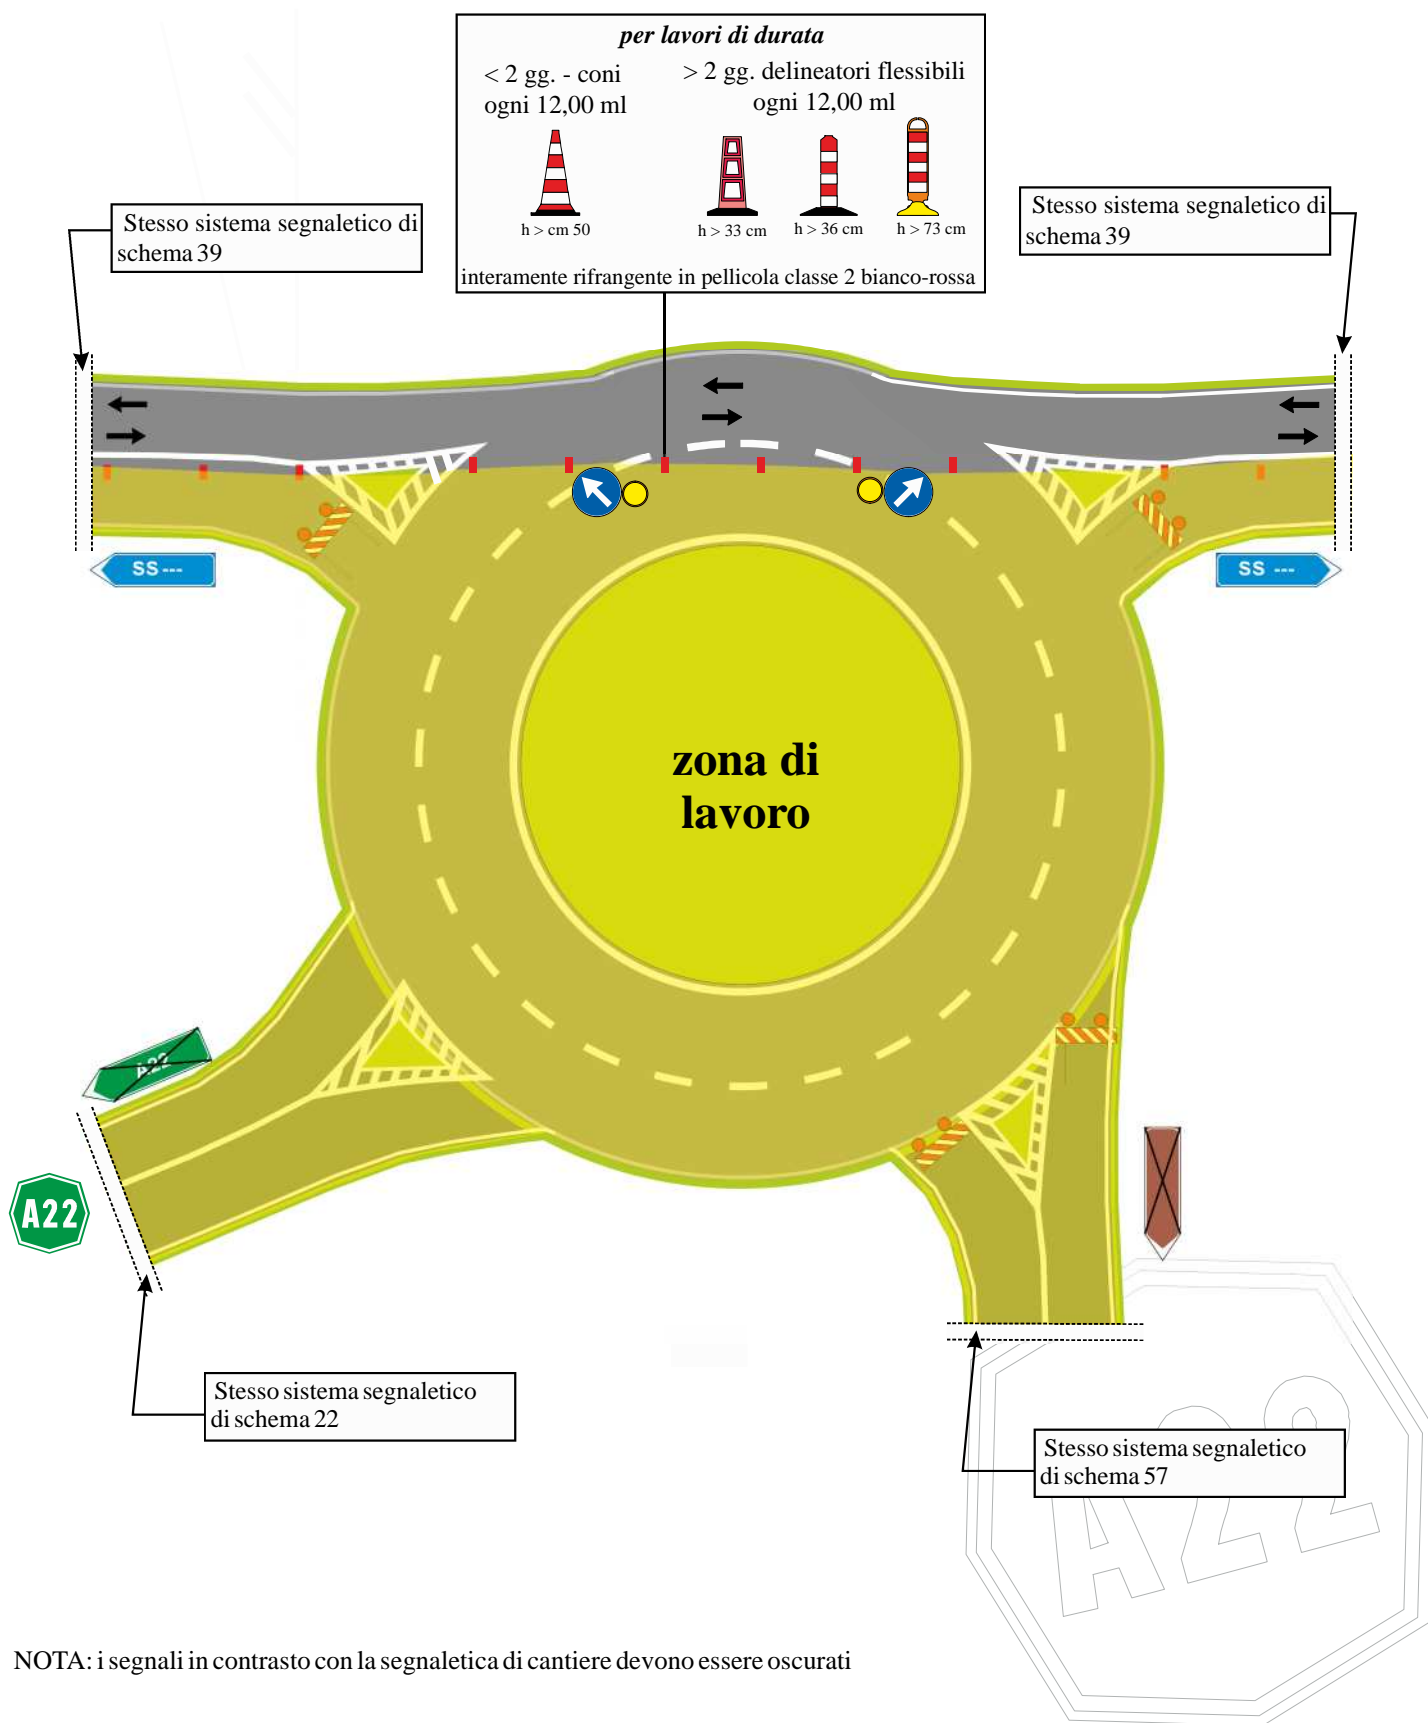 per lavori di durata
< 2 gg. - coni
ogni 12,00 ml
> 2 gg. delineatori flessibili
ogni 12,00 ml
h > cm 50
h > 33 cm
h > 36 cm
h > 73 cm
interamente rifrangente in pellicola classe 2 bianco-rossa
Stesso sistema segnaletico di
schema 39
Stesso sistema segnaletico di
schema 39
SS ---
SS ---
zona di
lavoro
A22
A22
Stesso sistema segnaletico
di schema 22
Stesso sistema segnaletico
di schema 57
A22
NOTA: i segnali in contrasto con la segnaletica di cantiere devono essere oscurati